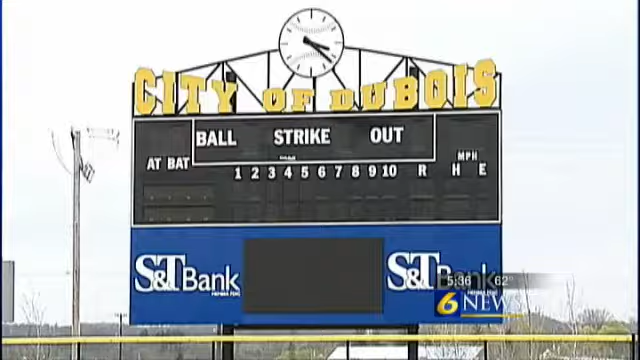 CITY OF DUBOIS
BALL STRIKE OUT
AT BAT
MPH
1 2 3 4 5 6 7 8 9 10 R H E
S&T Bank
S&T Bank
5:36 62°
6 NEWS